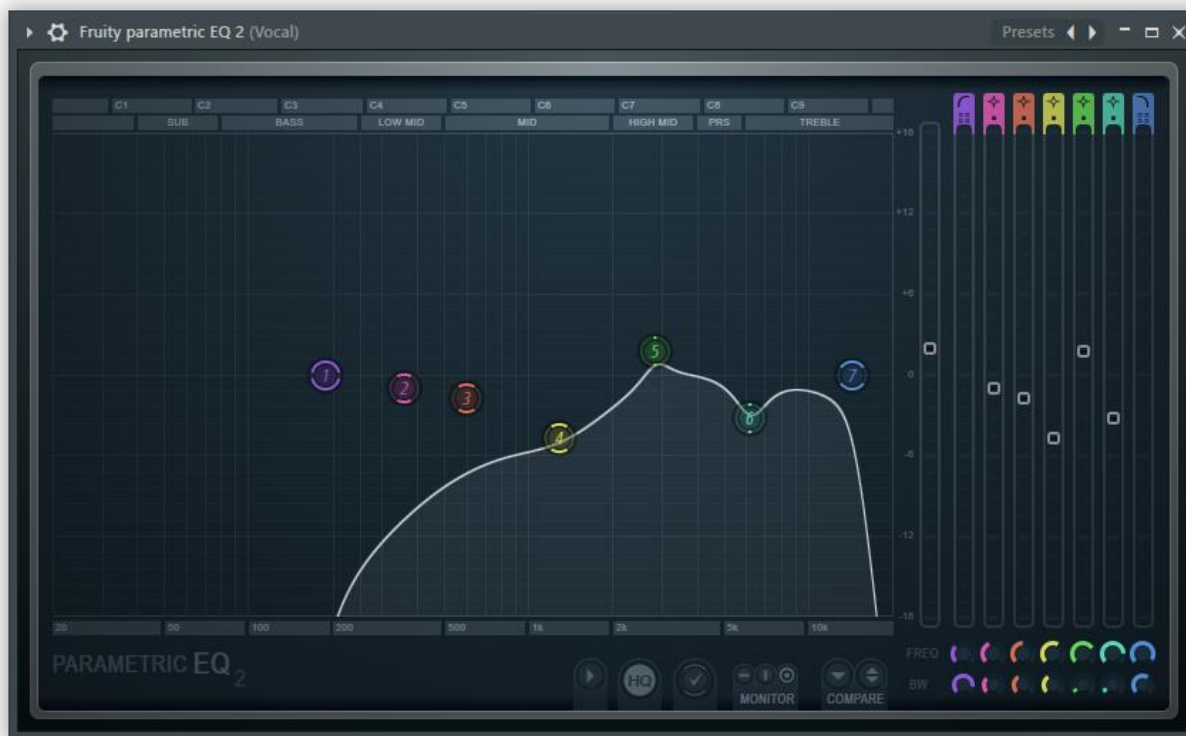 Fruity parametric EQ 2 (Vocal) Presets
C1 C2 C3 C4 C5 C6 C7 C8 C9
SUB BASS LOW MID MID HIGH MID PRS TREBLE
+18
+12
+6
1 2 3 4 5 6 7 0
-6
-12
-18
20 50 100 200 500 1k 2k 5k 10k
FREQ
PARAMETRIC EQ 2
HQ
BW
MONITOR COMPARE